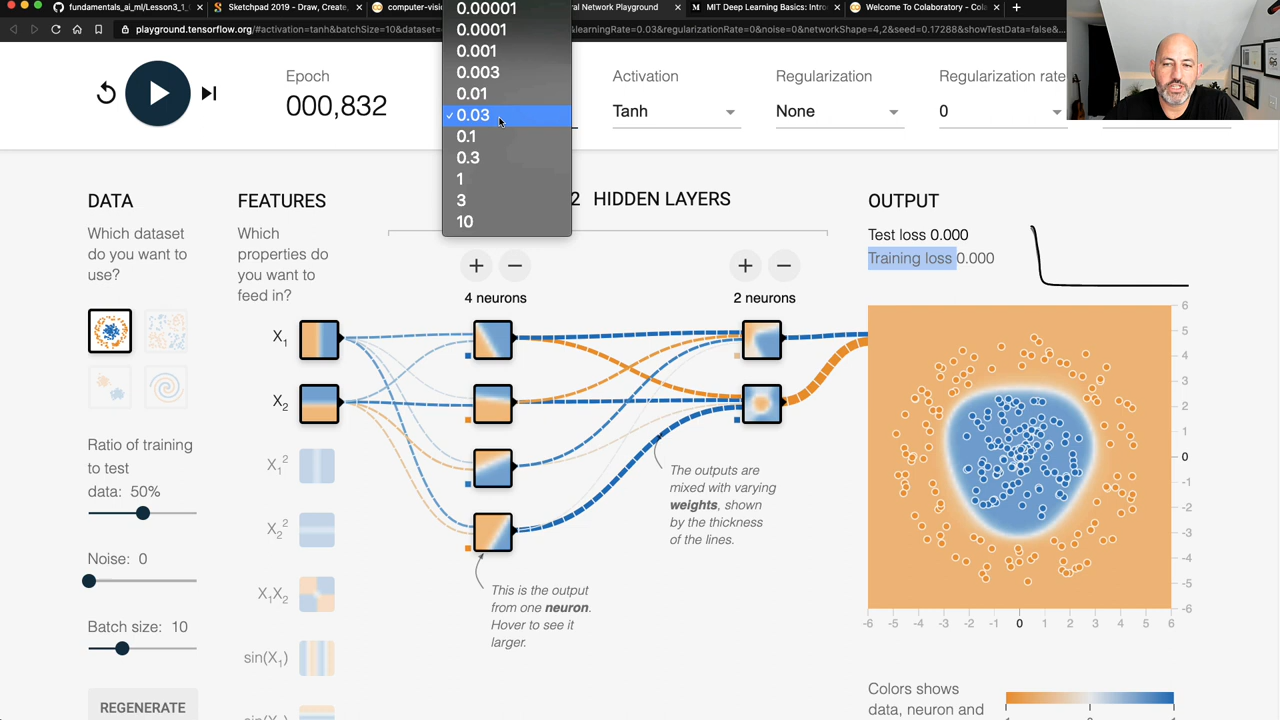 fundamentals_ai_ml/Lesson3_1_
Sketchpad 2019 - Draw, Create,
computer-vis
ral Network Playground
MIT Deep Learning Basics: Intro
Welcome To Colaboratory - Cola
playground.tensorflow.org/#activation=tanh&batchSize=10&dataset=
learningRate=0.03&regularizationRate=0&noise=0&networkShape=4,2&seed=0.17288&showTestData=false&...
0.00001
0.0001
0.001
0.003
0.01
✓ 0.03
0.1
0.3
1
3
10
Epoch
000,832
Activation
Tanh
Regularization
None
Regularization rate
0
DATA
Which dataset
do you want to
use?
Ratio of training
to test
data: 50%
Noise: 0
Batch size: 10
REGENERATE
FEATURES
Which
properties do
you want to
feed in?
X1
X2
X1²
X2²
X1X2
sin(X1)
sin(X2)
2 HIDDEN LAYERS
+ −
4 neurons
+ −
2 neurons
The outputs are
mixed with varying
weights, shown
by the thickness
of the lines.
This is the output
from one neuron.
Hover to see it
larger.
OUTPUT
Test loss 0.000
Training loss 0.000
6
5
4
3
2
1
0
-1
-2
-3
-4
-5
-6
-6 -5 -4 -3 -2 -1 0 1 2 3 4 5 6
Colors shows
data, neuron and